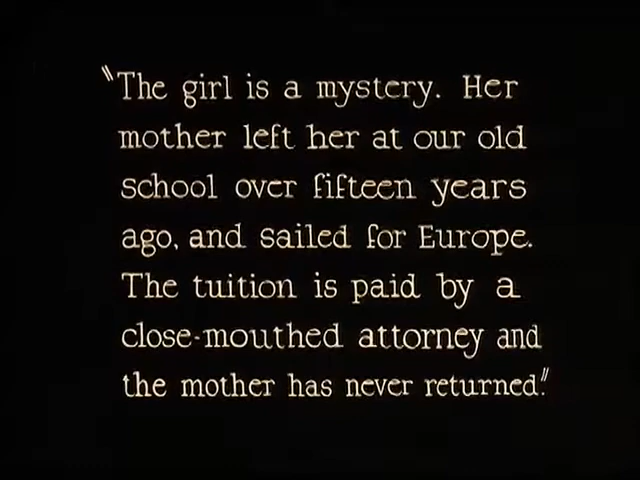 "The girl is a mystery. Her
mother left her at our old
school over fifteen years
ago, and sailed for Europe.
The tuition is paid by a
close-mouthed attorney and
the mother has never returned."